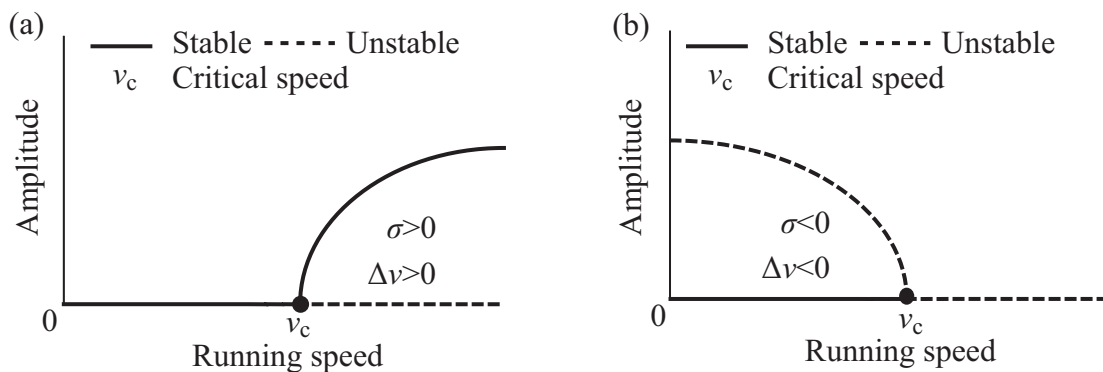 (a)
Stable Unstable
v_c Critical speed
Amplitude
σ>0
Δv>0
0
v_c
Running speed
(b)
Stable Unstable
v_c Critical speed
Amplitude
σ<0
Δv<0
0
v_c
Running speed